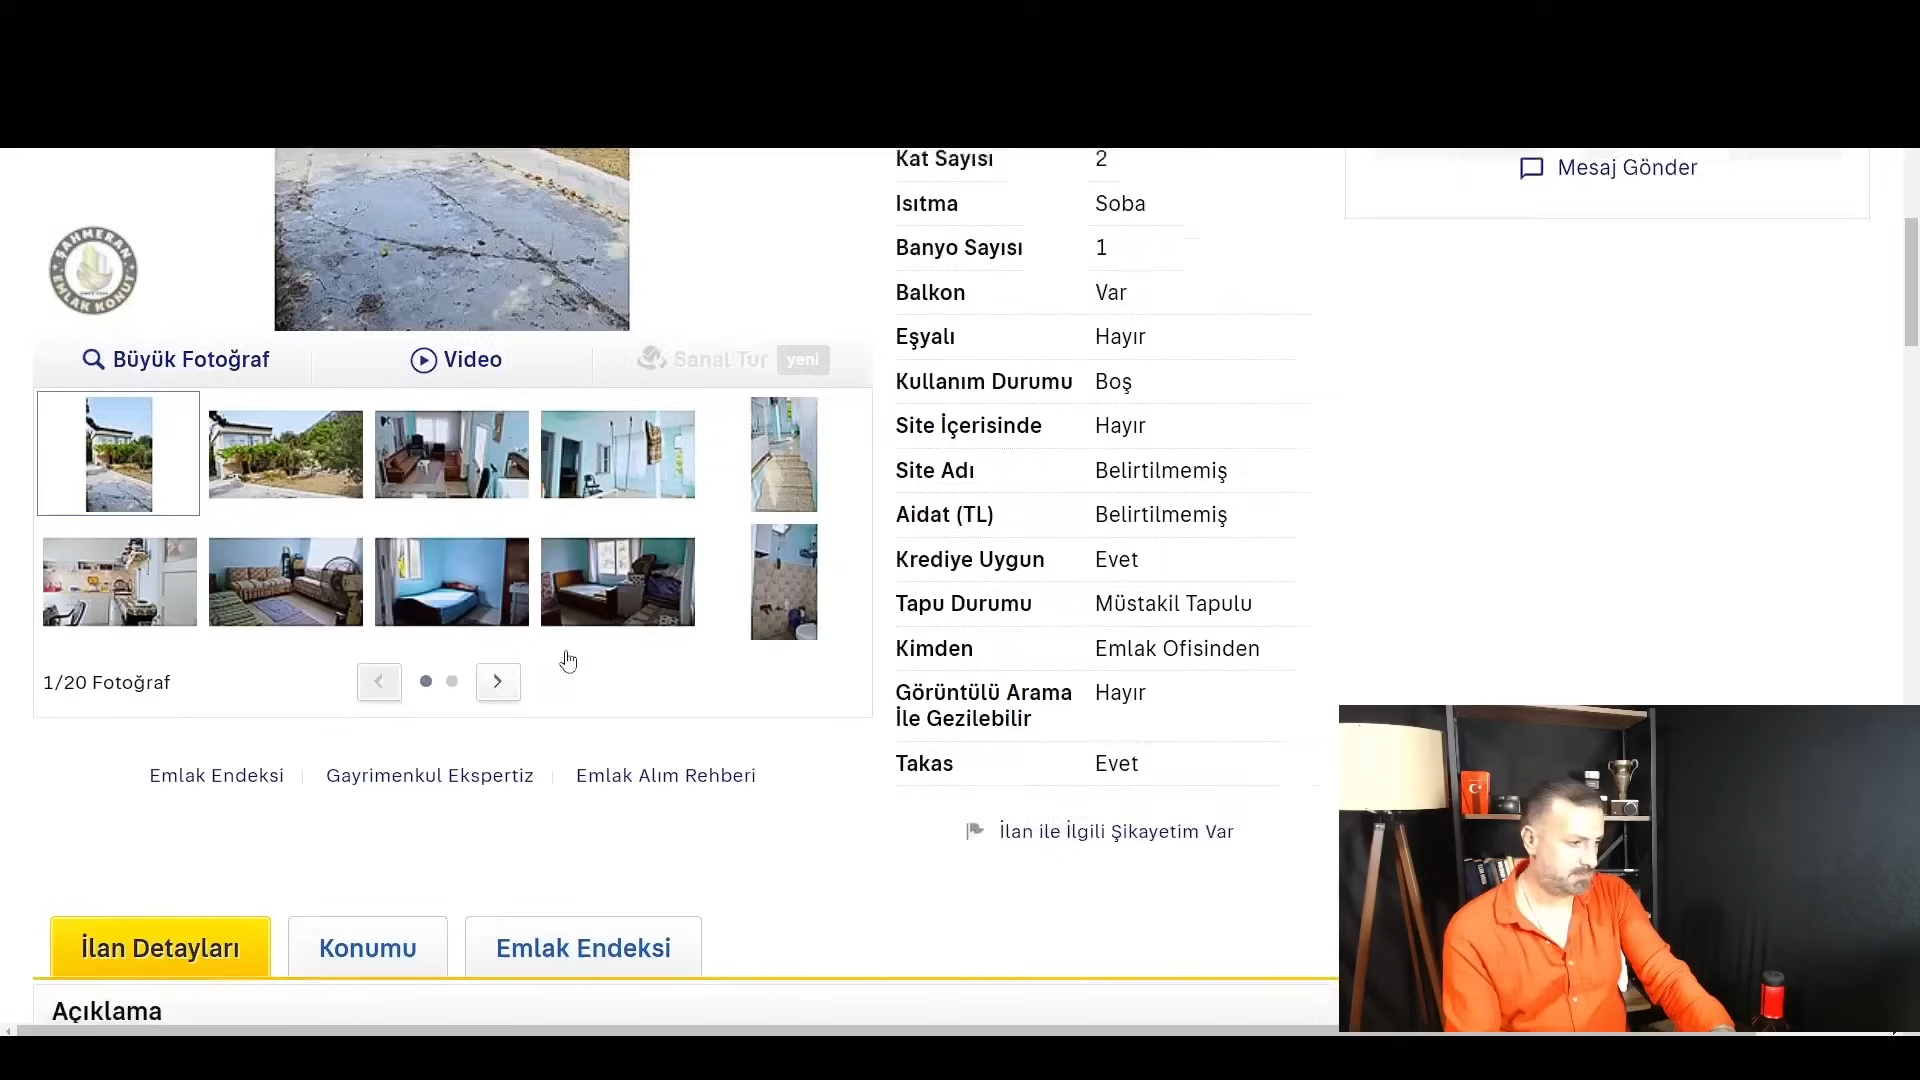 Kat Sayısı 2
Mesaj Gönder
Isıtma Soba
Banyo Sayısı 1
Balkon Var
Eşyalı Hayır
Kullanım Durumu Boş
Site İçerisinde Hayır
Site Adı Belirtilmemiş
Aidat (TL) Belirtilmemiş
Krediye Uygun Evet
Tapu Durumu Müstakil Tapulu
Kimden Emlak Ofisinden
Görüntülü Arama Hayır
İle Gezilebilir
Takas Evet
İlan ile İlgili Şikayetim Var
ŞAHMERAN
EMLAK KONUT
Büyük Fotoğraf
Video
Sanal Tur yeni
1/20 Fotoğraf
Emlak Endeksi
Gayrimenkul Ekspertiz
Emlak Alım Rehberi
İlan Detayları
Konumu
Emlak Endeksi
Açıklama